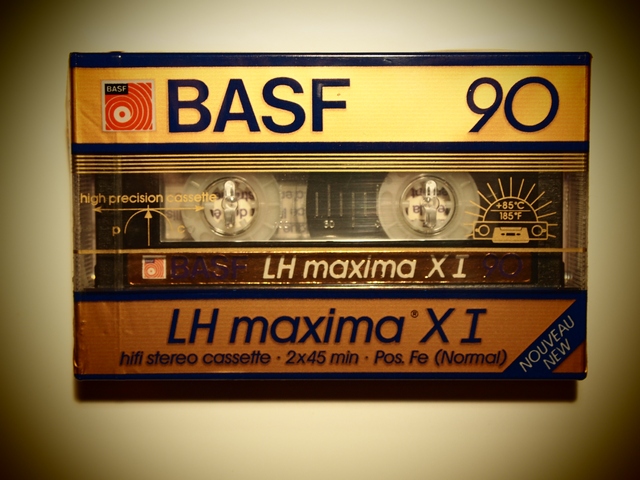 BASF
BASF
90
high precision cassette
+85°C
185°F
50
BASF LH maxima X I 90
LH maxima® X I
hifi stereo cassette · 2x45 min · Pos. Fe (Normal)
NOUVEAU
NEW